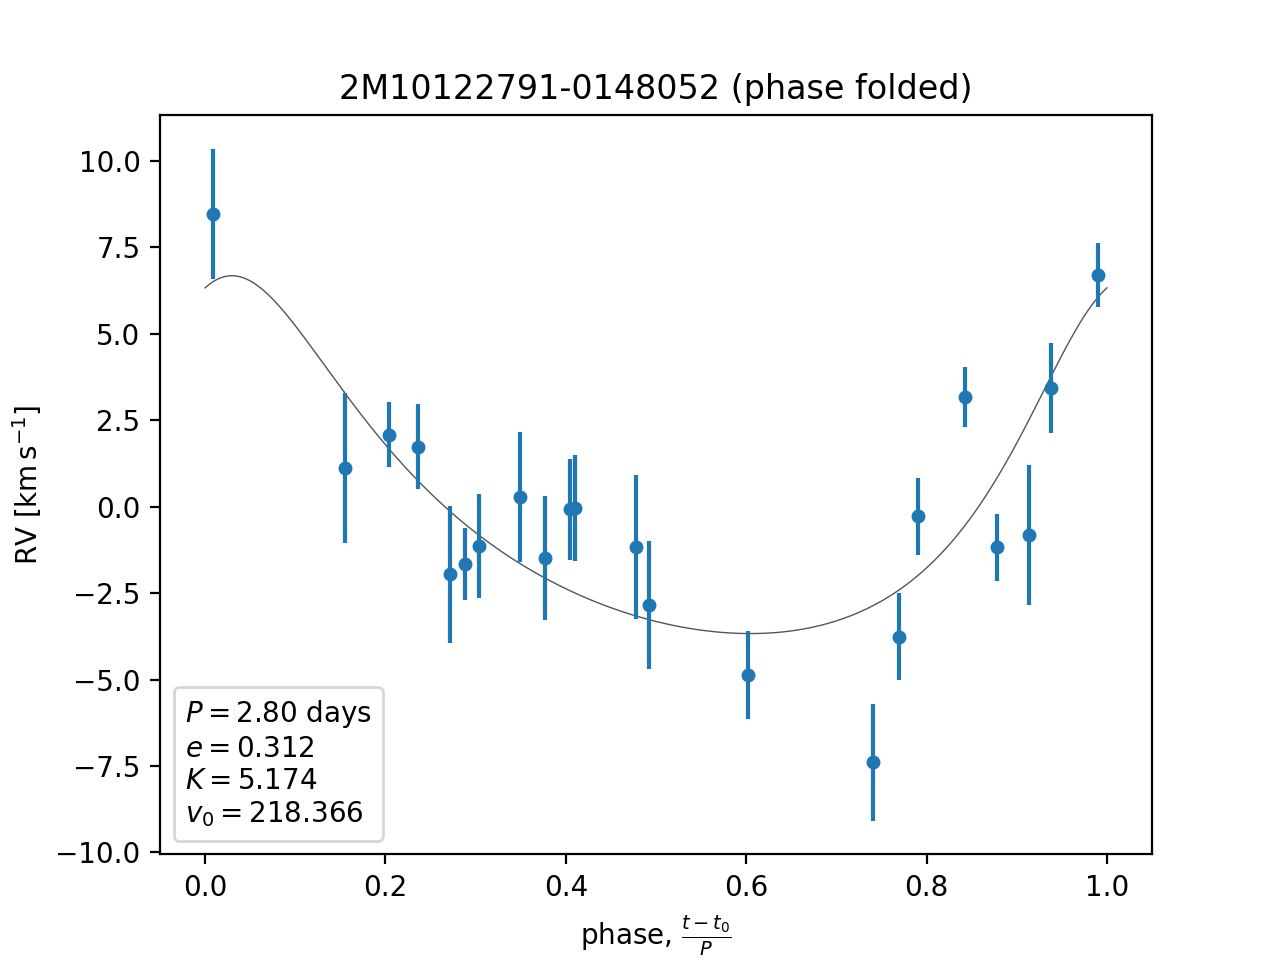 2M10122791-0148052 (phase folded)
10.0
7.5
5.0
2.5
0.0
−2.5
−5.0
−7.5
−10.0
RV [km s⁻¹]
P = 2.80 days
e = 0.312
K = 5.174
v₀ = 218.366
0.0 0.2 0.4 0.6 0.8 1.0
phase, (t − t₀)/P